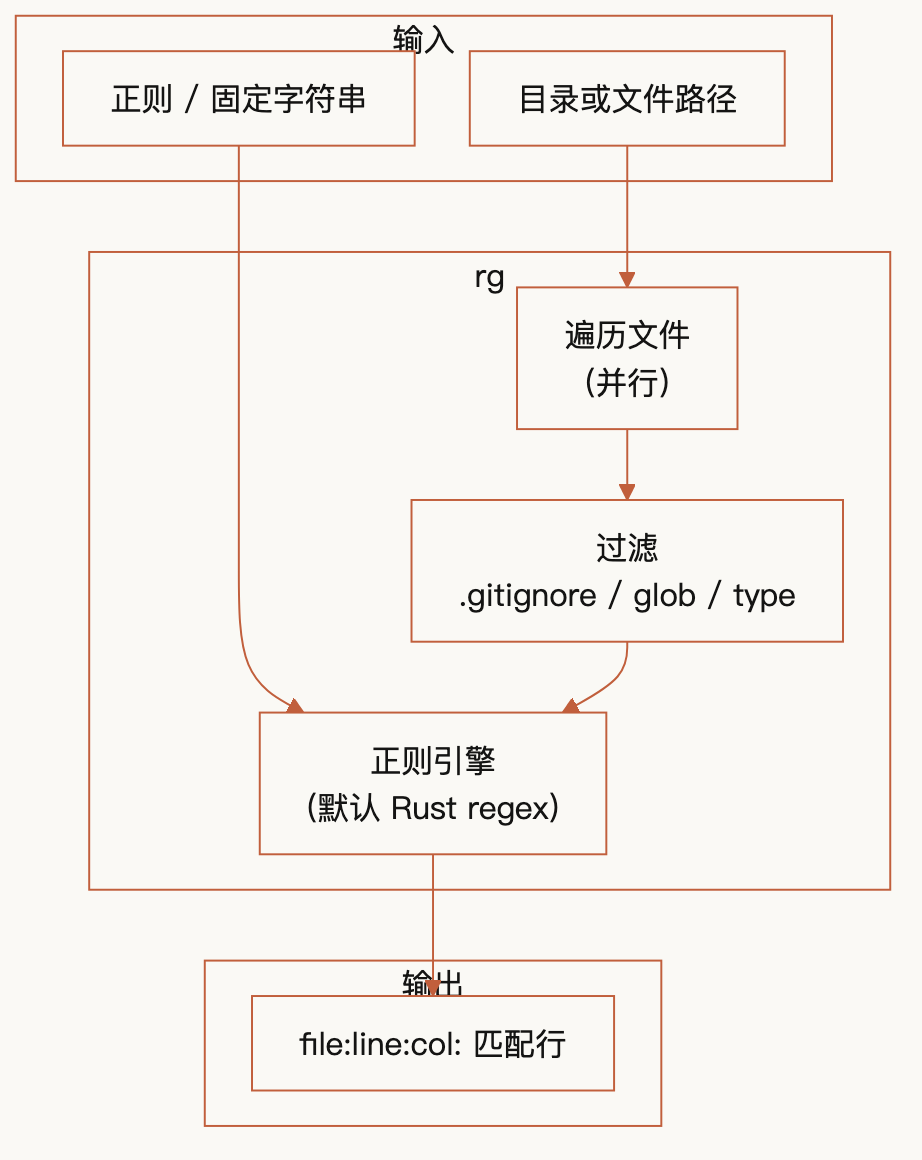 输入
正则 / 固定字符串
目录或文件路径
rg
遍历文件
(并行)
过滤
.gitignore / glob / type
正则引擎
(默认 Rust regex)
输出
file:line:col: 匹配行